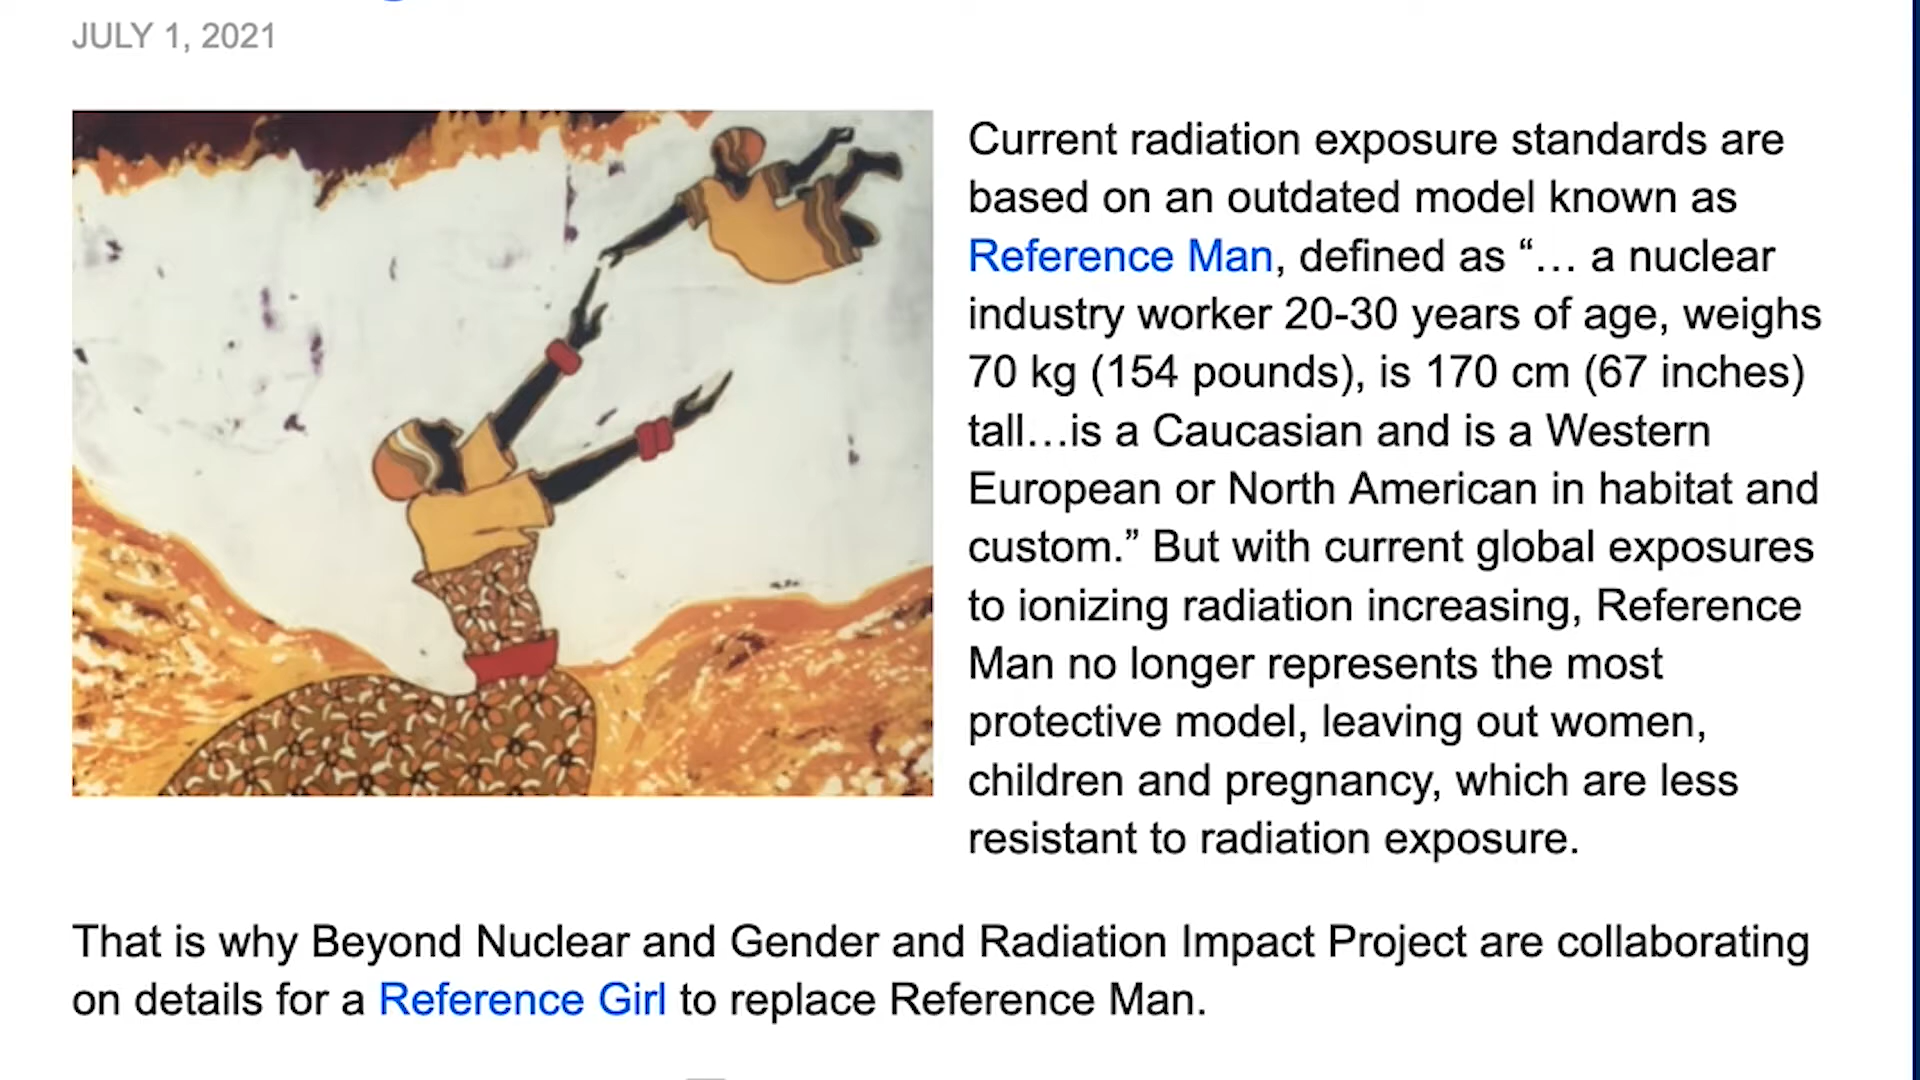 JULY 1, 2021
Current radiation exposure standards are
based on an outdated model known as
Reference Man, defined as “… a nuclear
industry worker 20-30 years of age, weighs
70 kg (154 pounds), is 170 cm (67 inches)
tall…is a Caucasian and is a Western
European or North American in habitat and
custom.” But with current global exposures
to ionizing radiation increasing, Reference
Man no longer represents the most
protective model, leaving out women,
children and pregnancy, which are less
resistant to radiation exposure.
That is why Beyond Nuclear and Gender and Radiation Impact Project are collaborating
on details for a Reference Girl to replace Reference Man.